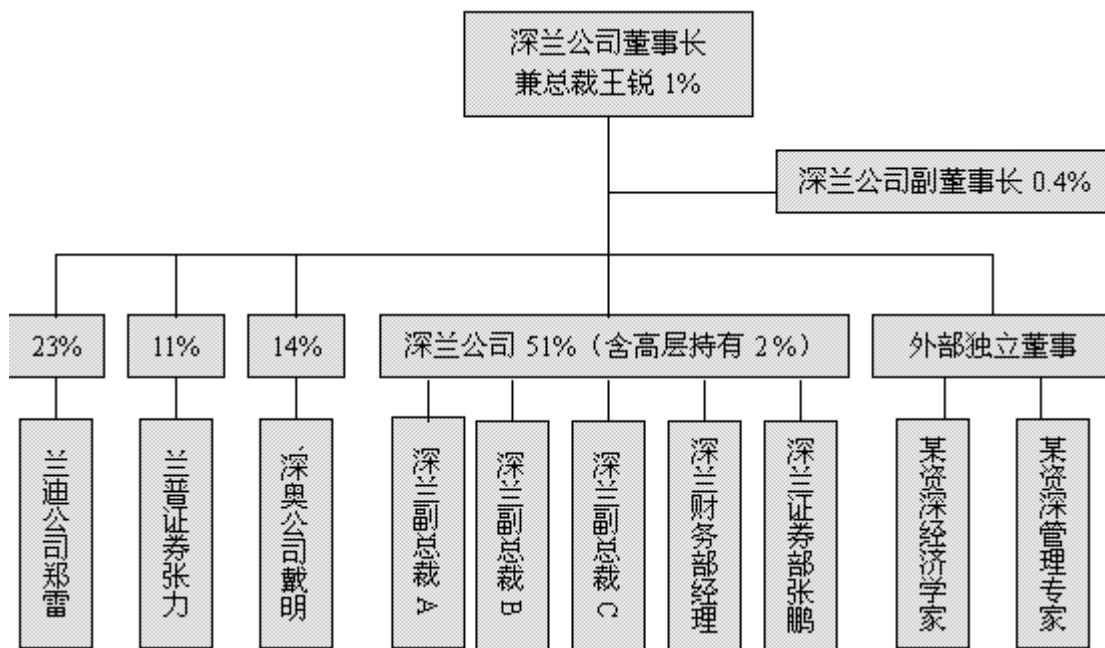 深兰公司董事长
兼总裁王锐 1%
深兰公司副董事长 0.4%
23%
11%
14%
深兰公司 51%（含高层持有 2%）
外部独立董事
兰迪公司郑雷
兰普证券张力
深奥公司戴明
深兰副总裁 A
深兰副总裁 B
深兰副总裁 C
深兰财务部经理
深兰证券部张鹏
某资深经济学家
某资深管理专家